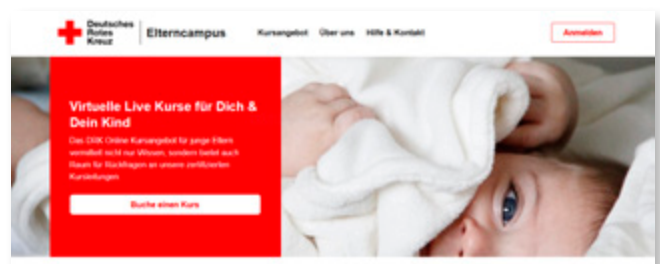 Deutsches
Rotes
Kreuz
Elterncampus
Kursangebot Über uns Hilfe & Kontakt
Anmelden
Virtuelle Live Kurse für Dich &
Dein Kind
Das DRK Online Kursangebot für junge Eltern
vermittelt nicht nur Wissen, sondern bietet auch
Raum für Rückfragen an unsere zertifizierten
Kursleitungen
Buche einen Kurs